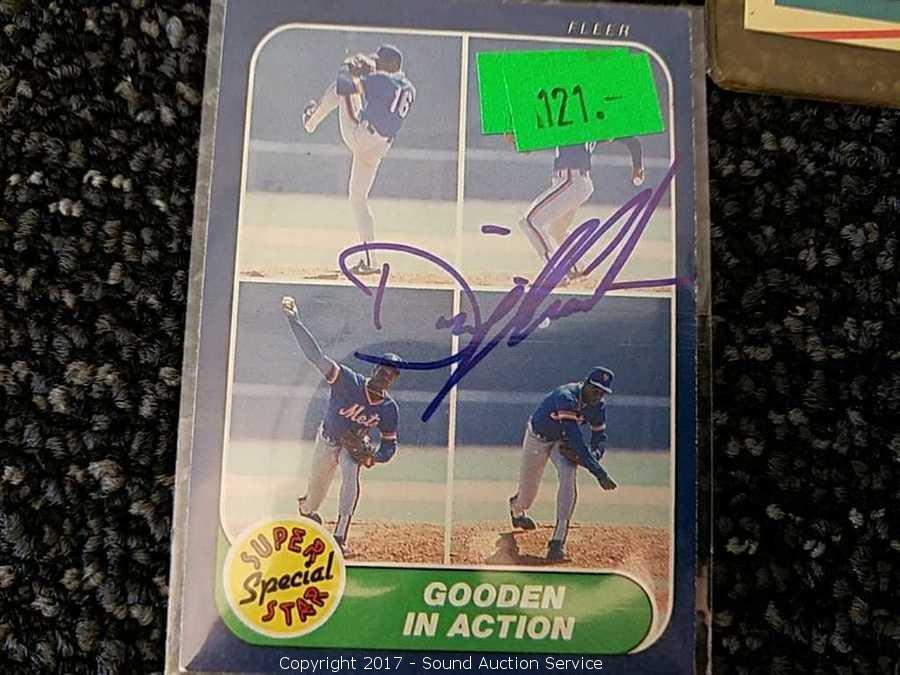 FLEER
16
121.-
Mets
SUPER
Special
STAR
GOODEN
IN ACTION
Copyright 2017 - Sound Auction Service